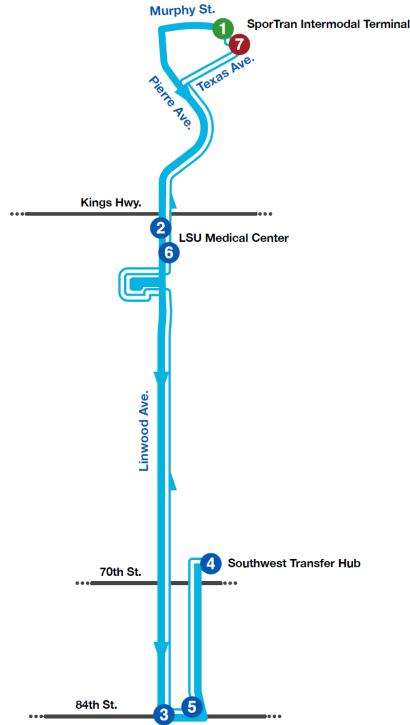 Murphy St.
1
SporTran Intermodal Terminal
7
Texas Ave.
Pierre Ave.
Kings Hwy.
2
LSU Medical Center
6
Linwood Ave.
4
Southwest Transfer Hub
70th St.
84th St.
3
5